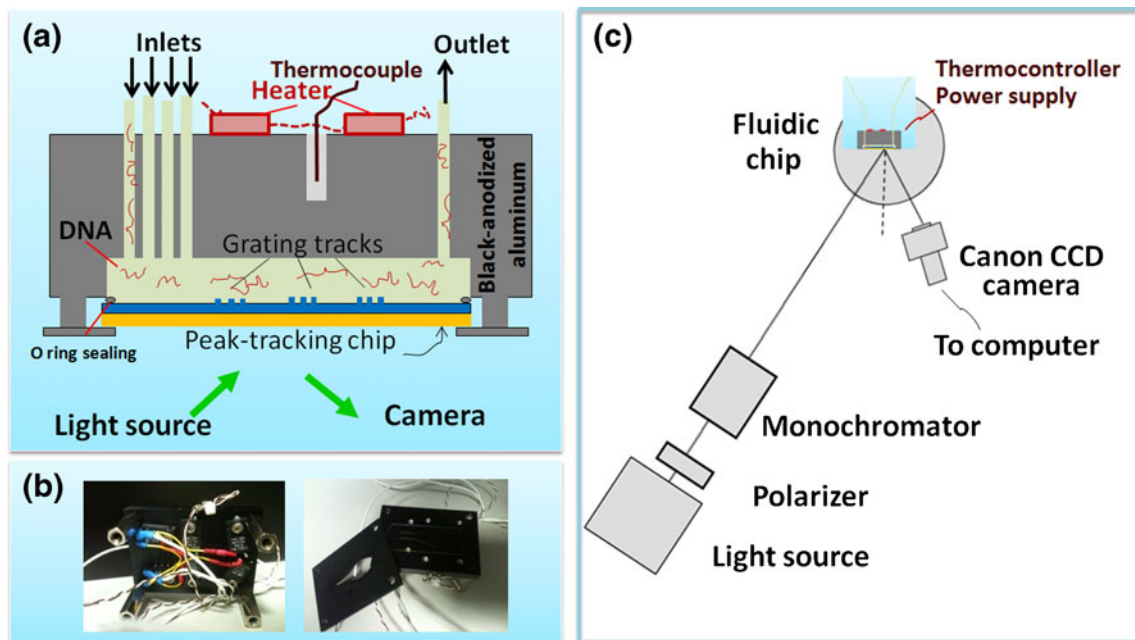 (a)
Inlets
Outlet
Thermocouple
Heater
DNA
Grating tracks
Black-anodized
aluminum
O ring sealing
Peak-tracking chip
Light source
Camera
(b)
(c)
Thermocontroller
Power supply
Fluidic
chip
Canon CCD
camera
To computer
Monochromator
Polarizer
Light source